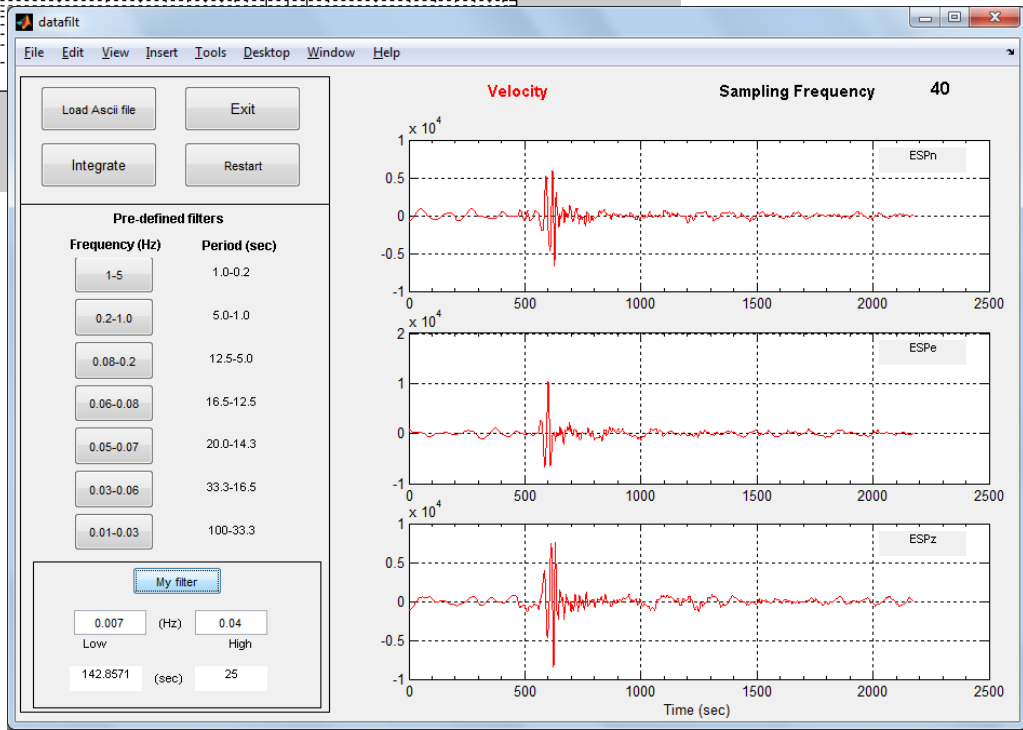 datafilt
File Edit View Insert Tools Desktop Window Help
Load Ascii file Exit
Integrate Restart
Pre-defined filters
Frequency (Hz) Period (sec)
1-5 1.0-0.2
0.2-1.0 5.0-1.0
0.08-0.2 12.5-5.0
0.06-0.08 16.5-12.5
0.05-0.07 20.0-14.3
0.03-0.06 33.3-16.5
0.01-0.03 100-33.3
My filter
0.007 (Hz) 0.04
Low High
142.8571 (sec) 25
Velocity Sampling Frequency 40
x 10^4
ESPn
1
0.5
0
-0.5
-1
0 500 1000 1500 2000 2500
x 10^4
ESPe
2
1
0
-1
0 500 1000 1500 2000 2500
x 10^4
ESPz
1
0.5
0
-0.5
-1
0 500 1000 1500 2000 2500
Time (sec)